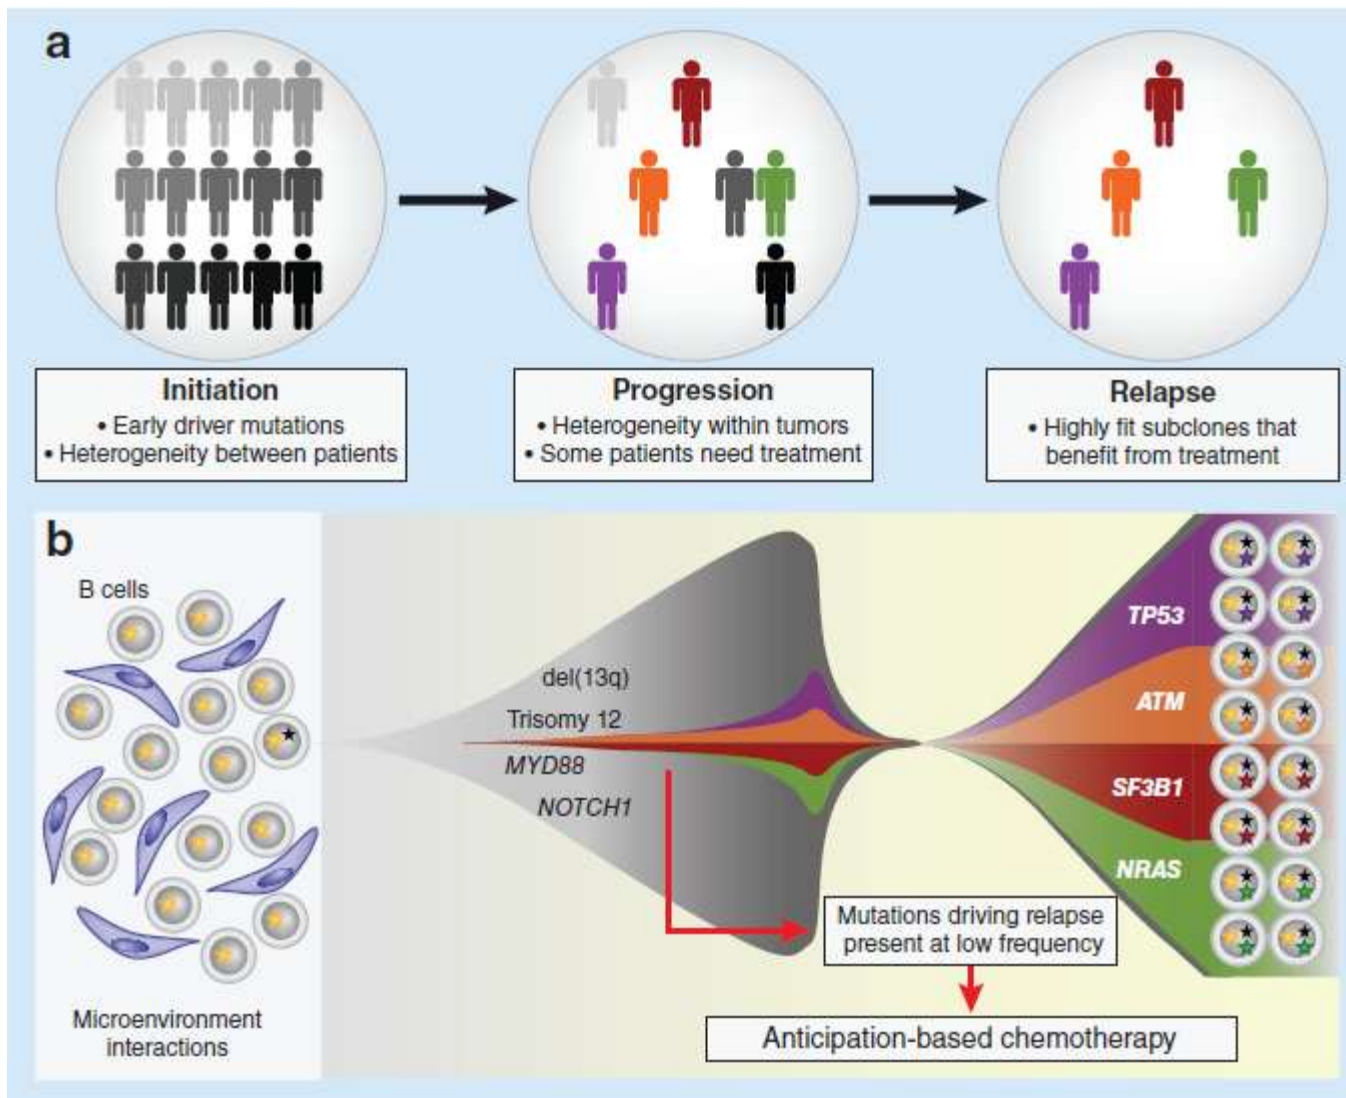 a
Initiation
• Early driver mutations
• Heterogeneity between patients
Progression
• Heterogeneity within tumors
• Some patients need treatment
Relapse
• Highly fit subclones that
benefit from treatment
b
B cells
Microenvironment
interactions
del(13q)
Trisomy 12
MYD88
NOTCH1
TP53
ATM
SF3B1
NRAS
Mutations driving relapse
present at low frequency
Anticipation-based chemotherapy